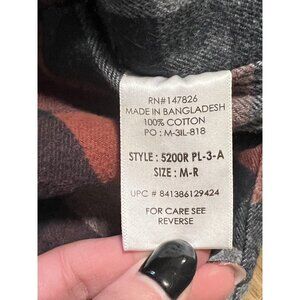 RN#147826
MADE IN BANGLADESH
100% COTTON
PO : M-3IL-818
STYLE : 5200R PL-3-A
SIZE : M-R
UPC # 841386129424
FOR CARE SEE
REVERSE